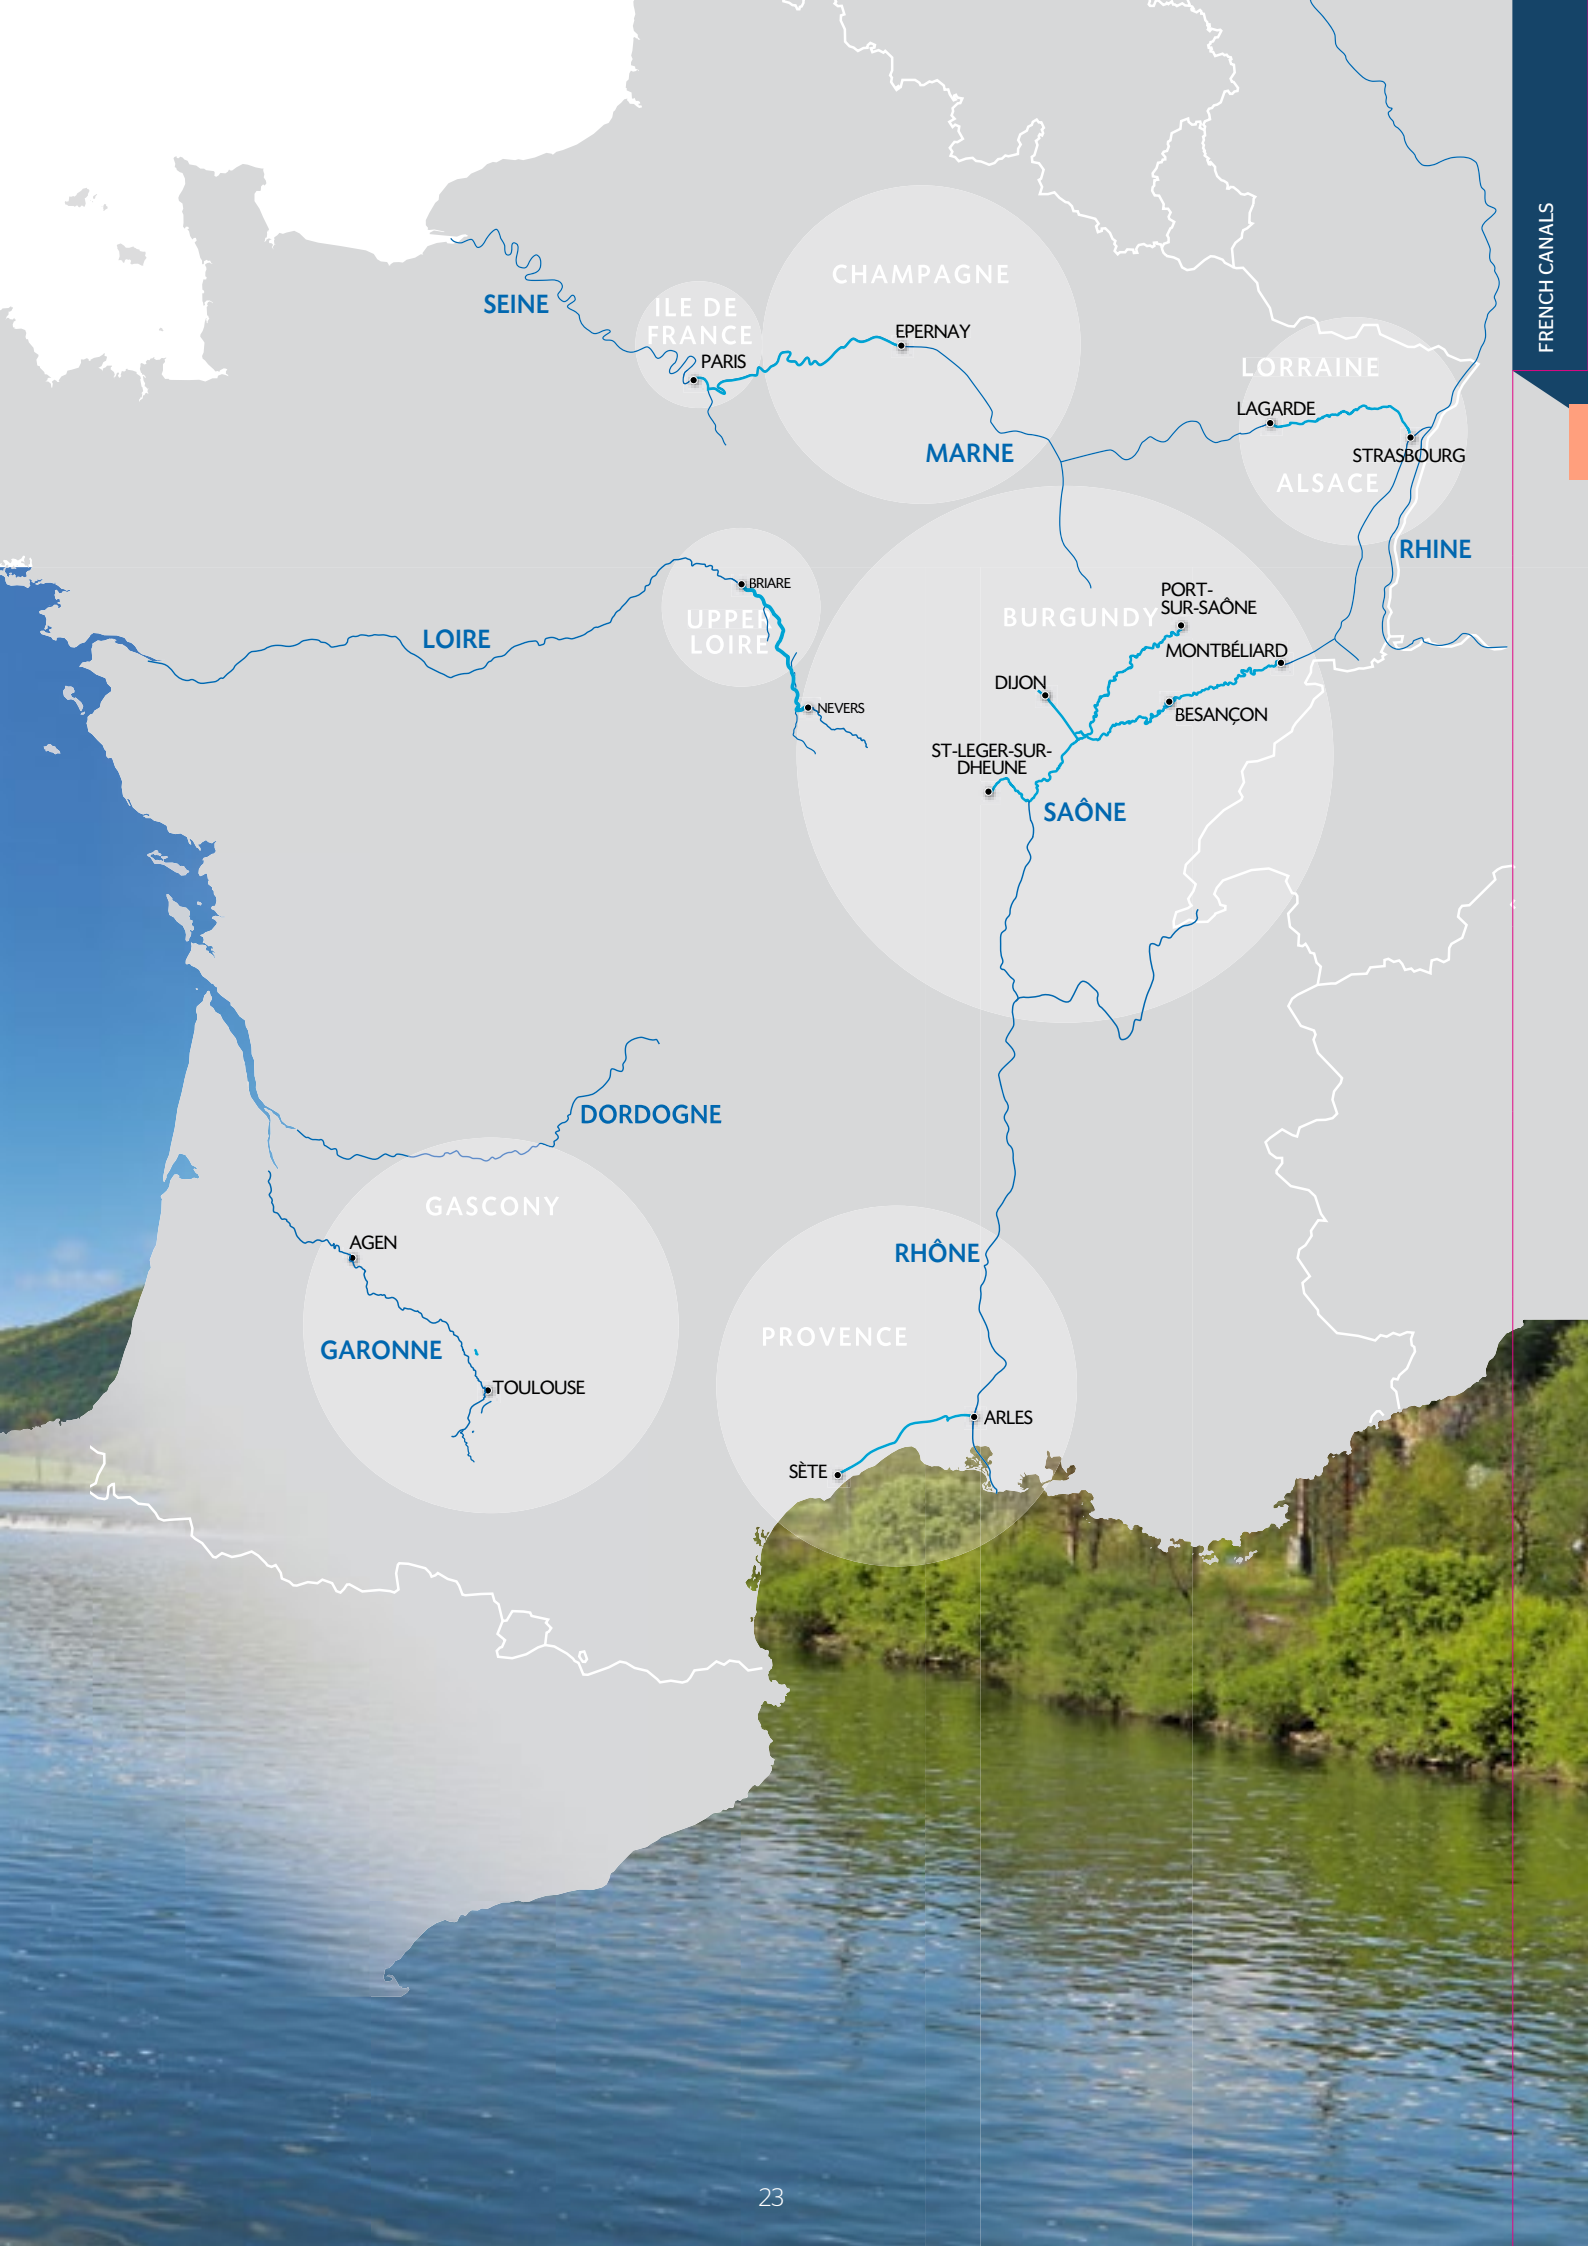 FRENCH CANALS
CHAMPAGNE
SEINE
ILE DE
FRANCE
EPERNAY
PARIS
LORRAINE
LAGARDE
MARNE
STRASBOURG
ALSACE
RHINE
BRIARE
PORT-
SUR-SAÔNE
UPPER
LOIRE
BURGUNDY
LOIRE
MONTBÉLIARD
DIJON
NEVERS
BESANÇON
ST-LEGER-SUR-
DHEUNE
SAÔNE
DORDOGNE
GASCONY
AGEN
RHÔNE
PROVENCE
GARONNE
TOULOUSE
ARLES
SÈTE
23